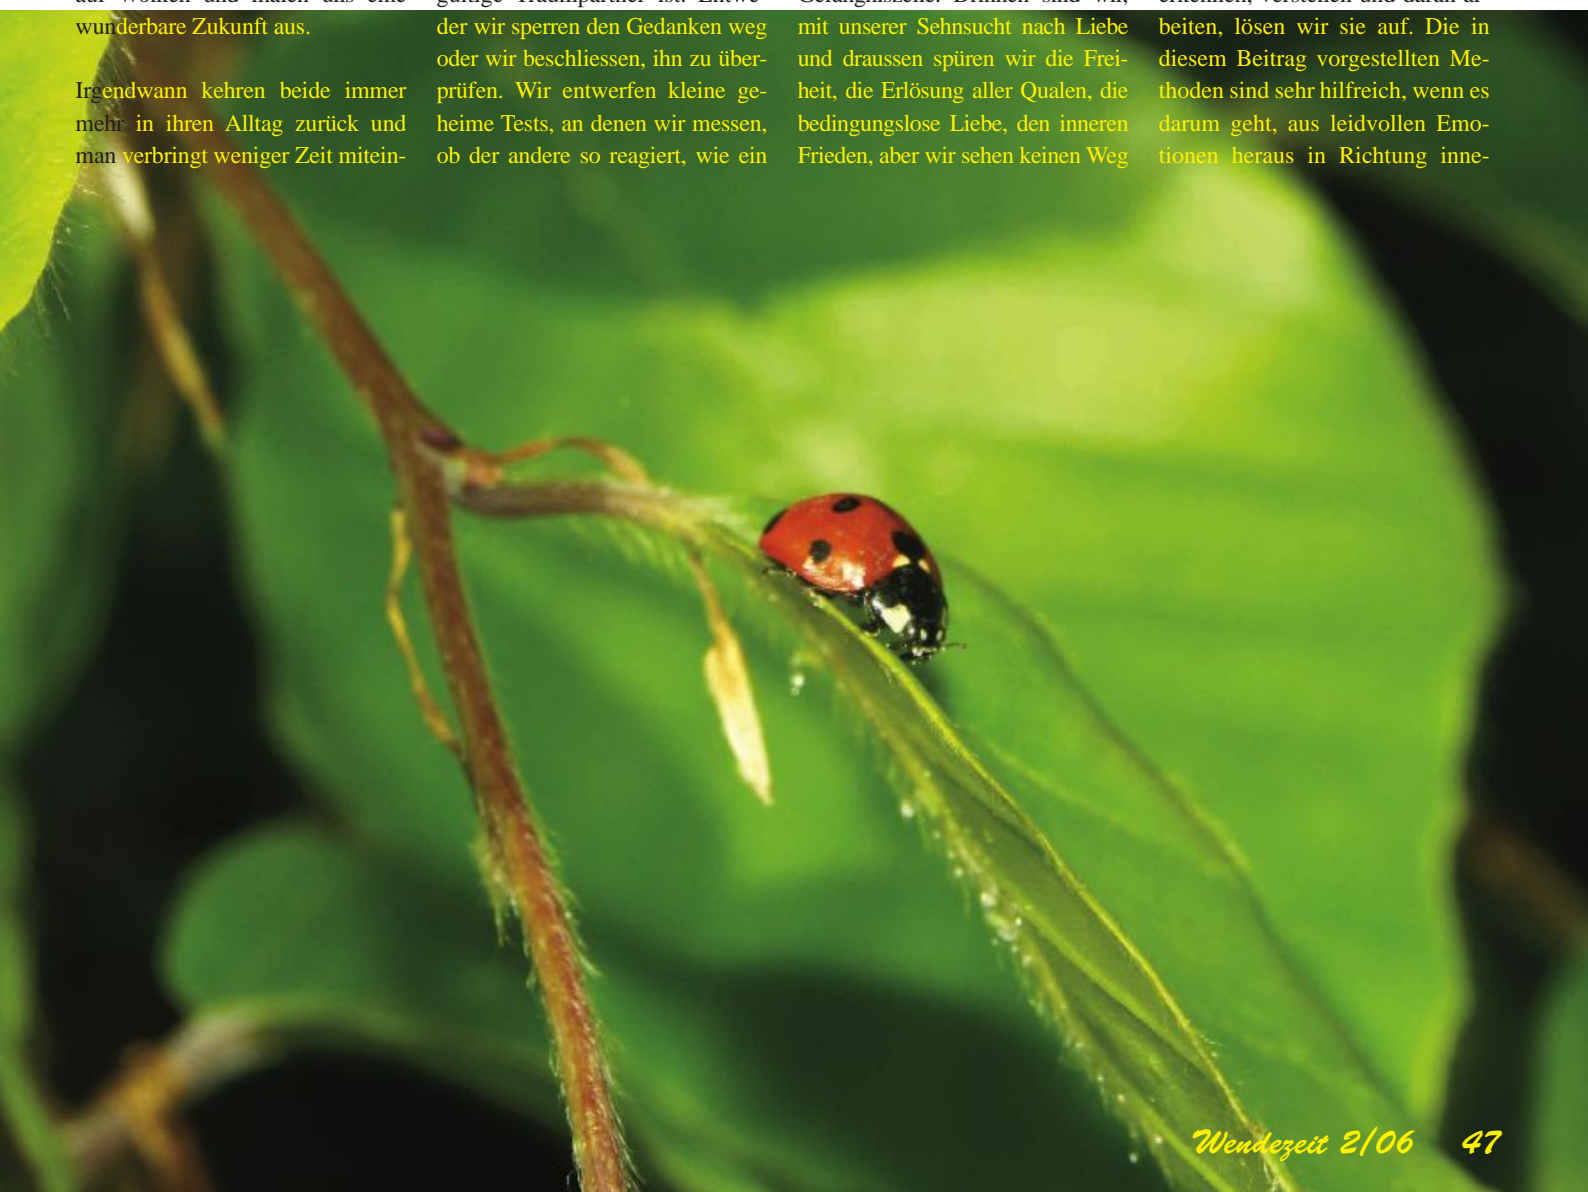 wunderbare Zukunft aus.
Irgendwann kehren beide immer
mehr in ihren Alltag zurück und
man verbringt weniger Zeit mitein-
der wir sperren den Gedanken weg
oder wir beschliessen, ihn zu über-
prüfen. Wir entwerfen kleine ge-
heime Tests, an denen wir messen,
ob der andere so reagiert, wie ein
mit unserer Sehnsucht nach Liebe
und draussen spüren wir die Frei-
heit, die Erlösung aller Qualen, die
bedingungslose Liebe, den inneren
Frieden, aber wir sehen keinen Weg
beiten, lösen wir sie auf. Die in
diesem Beitrag vorgestellten Me-
thoden sind sehr hilfreich, wenn es
darum geht, aus leidvollen Emo-
tionen heraus in Richtung inne-
Wendezeit 2/06 47